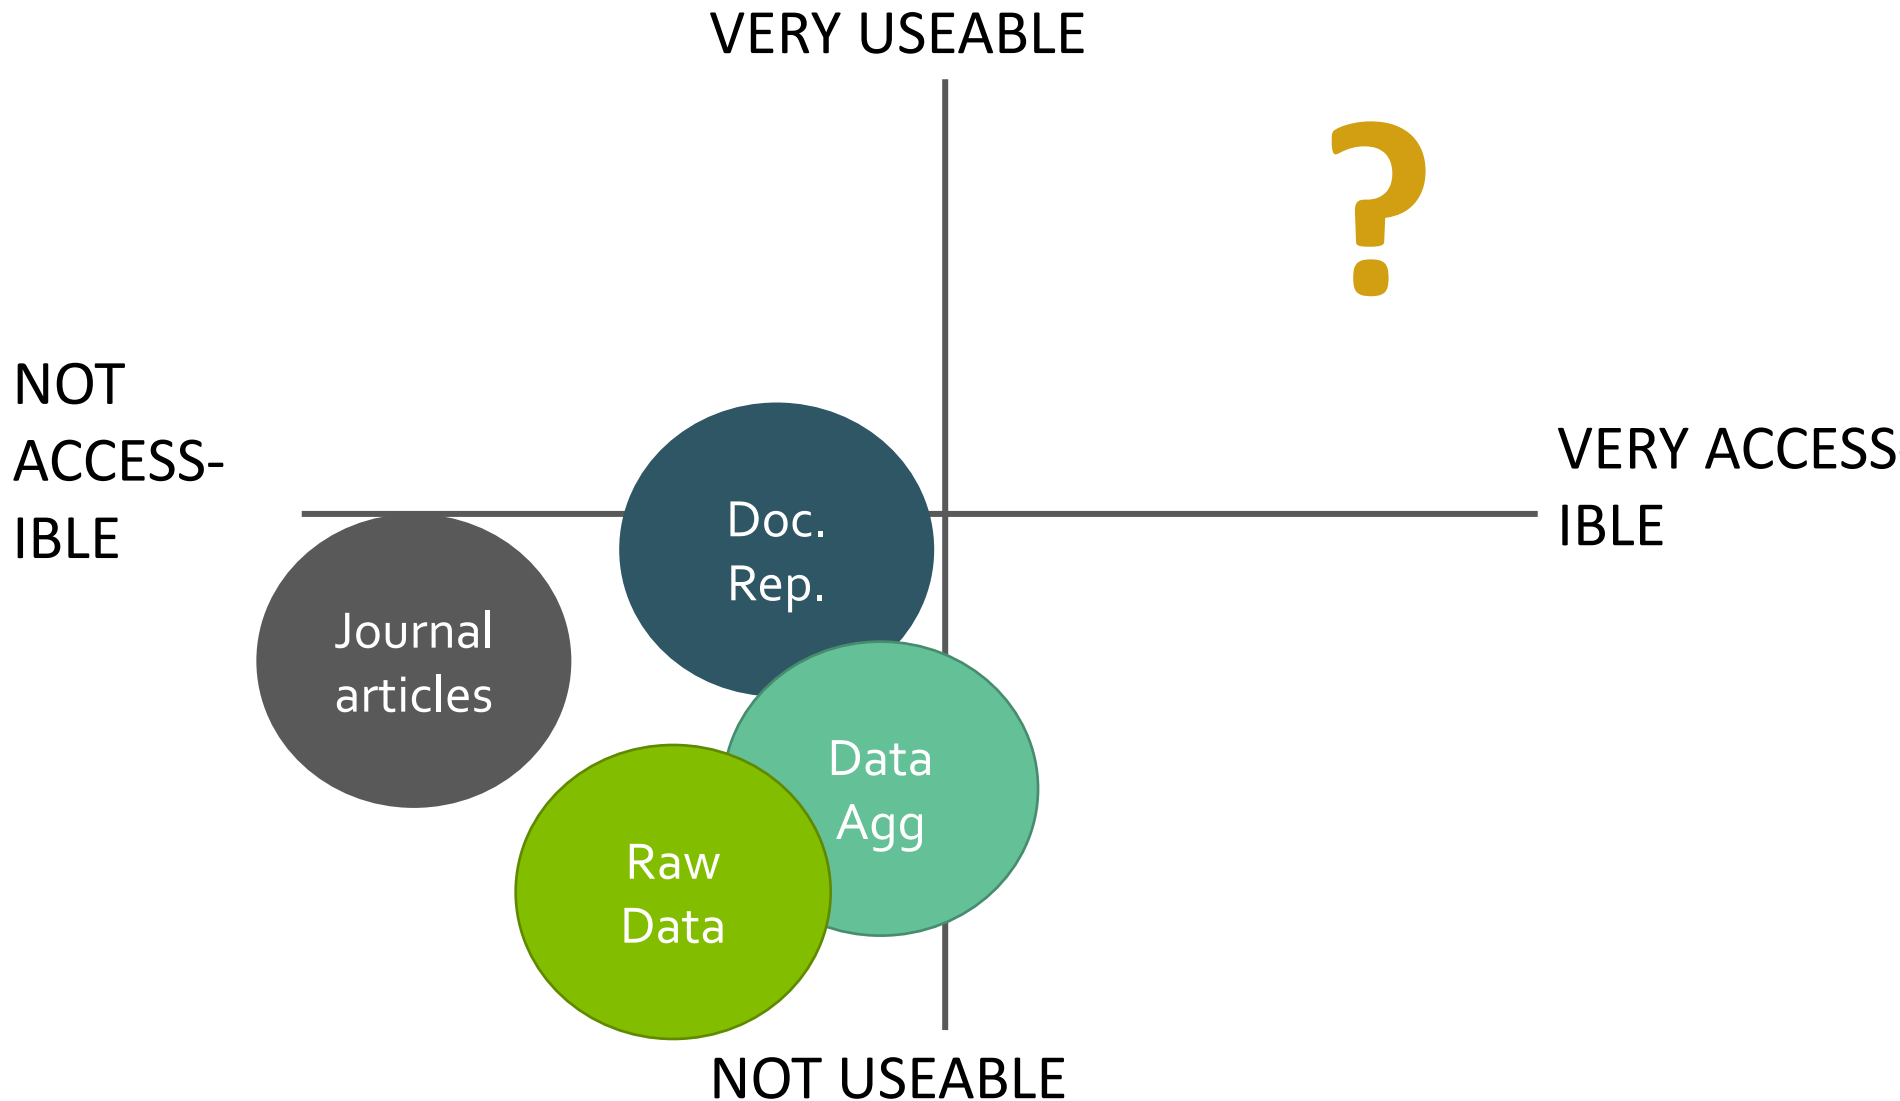 VERY USEABLE
?
NOT
ACCESS-
IBLE
VERY ACCESS-
IBLE
Doc.
Rep.
Journal
articles
Data
Agg
Raw
Data
NOT USEABLE